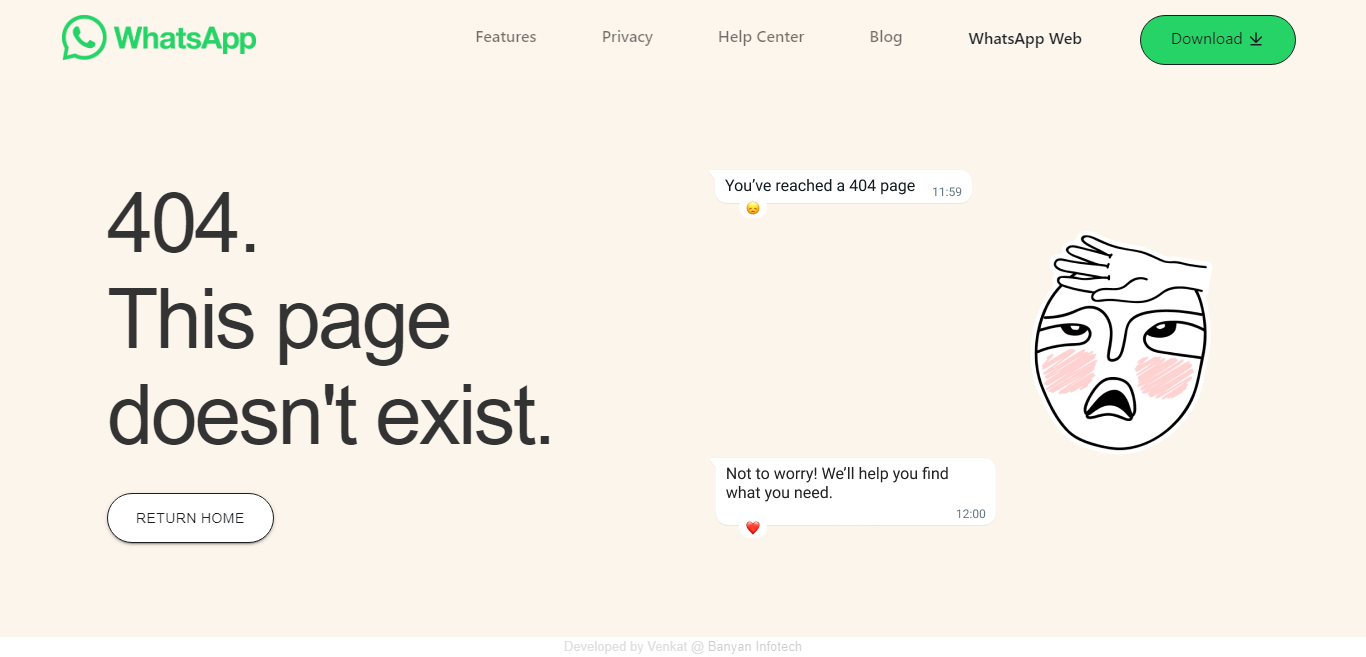 WhatsApp
Features
Privacy
Help Center
Blog
WhatsApp Web
Download
404.
This page
doesn't exist.
RETURN HOME
You’ve reached a 404 page
11:59
Not to worry! We’ll help you find
what you need.
12:00
Developed by Venkat @ Banyan Infotech